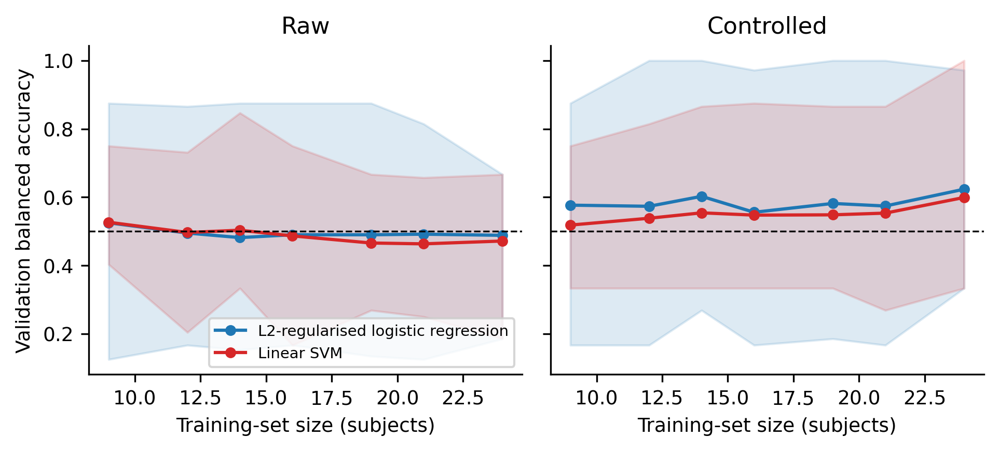 Raw
Controlled
Validation balanced accuracy
1.0
0.8
0.6
0.4
0.2
L2-regularised logistic regression
Linear SVM
10.0 12.5 15.0 17.5 20.0 22.5
10.0 12.5 15.0 17.5 20.0 22.5
Training-set size (subjects)
Training-set size (subjects)